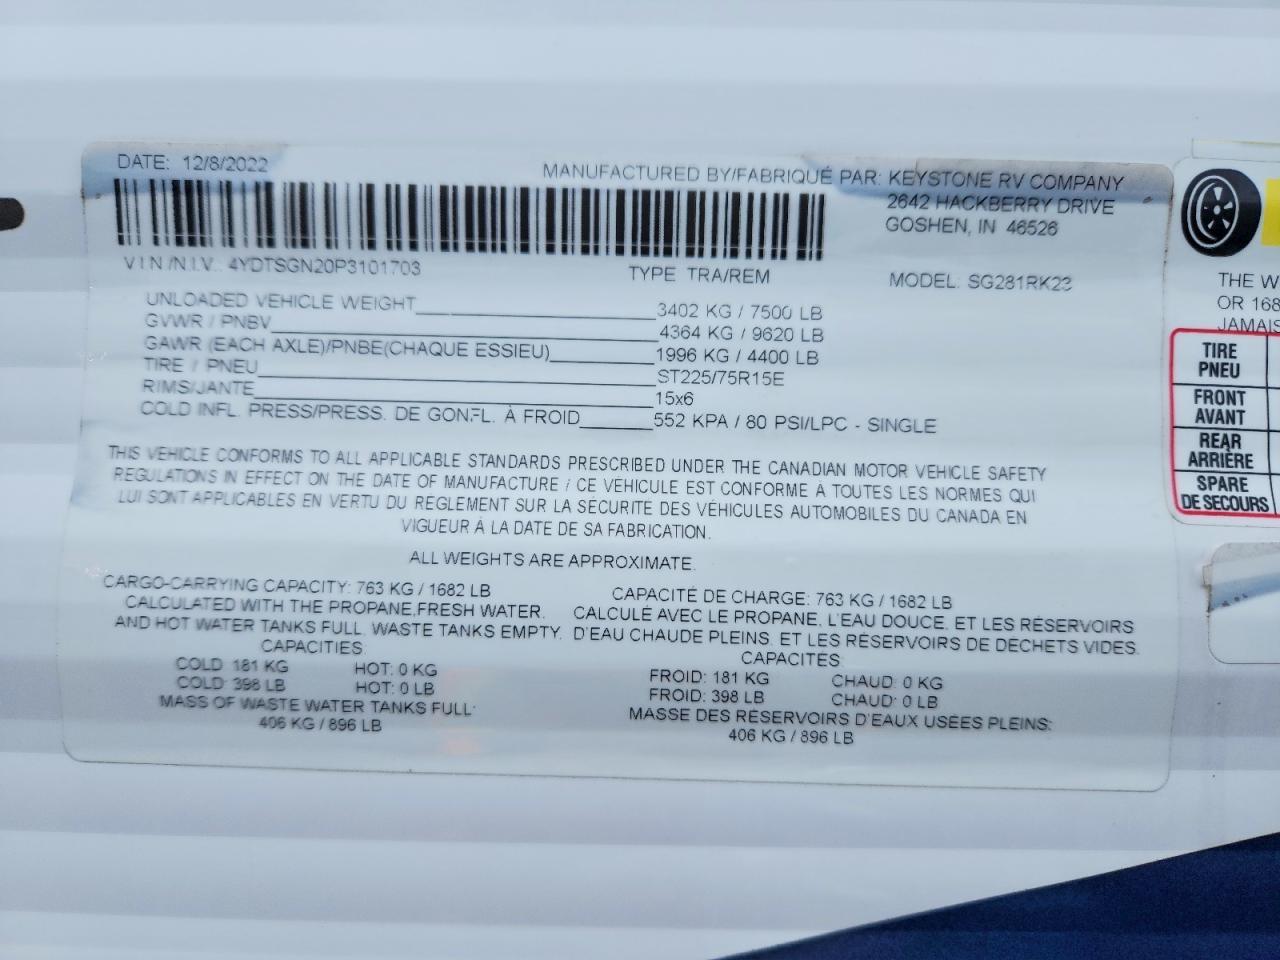 DATE: 12/8/2022
MANUFACTURED BY/FABRIQUÉ PAR: KEYSTONE RV COMPANY
2642 HACKBERRY DRIVE
GOSHEN, IN 46526
V.I.N./N.I.V.: 4YDTSGN20P3101703
TYPE TRA/REM
MODEL: SG281RK23
UNLOADED VEHICLE WEIGHT 3402 KG / 7500 LB
GVWR / PNBV 4364 KG / 9620 LB
GAWR (EACH AXLE)/PNBE(CHAQUE ESSIEU) 1996 KG / 4400 LB
TIRE / PNEU ST225/75R15E
RIMS/JANTE 15x6
COLD INFL. PRESS/PRESS. DE GONFL. À FROID 552 KPA / 80 PSI/LPC - SINGLE
THIS VEHICLE CONFORMS TO ALL APPLICABLE STANDARDS PRESCRIBED UNDER THE CANADIAN MOTOR VEHICLE SAFETY
REGULATIONS IN EFFECT ON THE DATE OF MANUFACTURE / CE VÉHICULE EST CONFORME À TOUTES LES NORMES QUI
LUI SONT APPLICABLES EN VERTU DU RÈGLEMENT SUR LA SÉCURITÉ DES VÉHICULES AUTOMOBILES DU CANADA EN
VIGUEUR À LA DATE DE SA FABRICATION.
ALL WEIGHTS ARE APPROXIMATE.
CARGO-CARRYING CAPACITY: 763 KG / 1682 LB
CALCULATED WITH THE PROPANE,FRESH WATER.
AND HOT WATER TANKS FULL. WASTE TANKS EMPTY.
CAPACITIES:
COLD: 181 KG HOT: 0 KG
COLD: 398 LB HOT: 0 LB
MASS OF WASTE WATER TANKS FULL:
406 KG / 896 LB
CAPACITÉ DE CHARGE: 763 KG / 1682 LB
CALCULÉ AVEC LE PROPANE, L'EAU DOUCE, ET LES RÉSERVOIRS
D'EAU CHAUDE PLEINS, ET LES RÉSERVOIRS DE DÉCHETS VIDES.
CAPACITÉS:
FROID: 181 KG CHAUD: 0 KG
FROID: 398 LB CHAUD: 0 LB
MASSE DES RÉSERVOIRS D'EAUX USÉES PLEINS:
406 KG / 896 LB
THE W
OR 168
JAMAIS
TIRE
PNEU
FRONT
AVANT
REAR
ARRIÈRE
SPARE
DE SECOURS